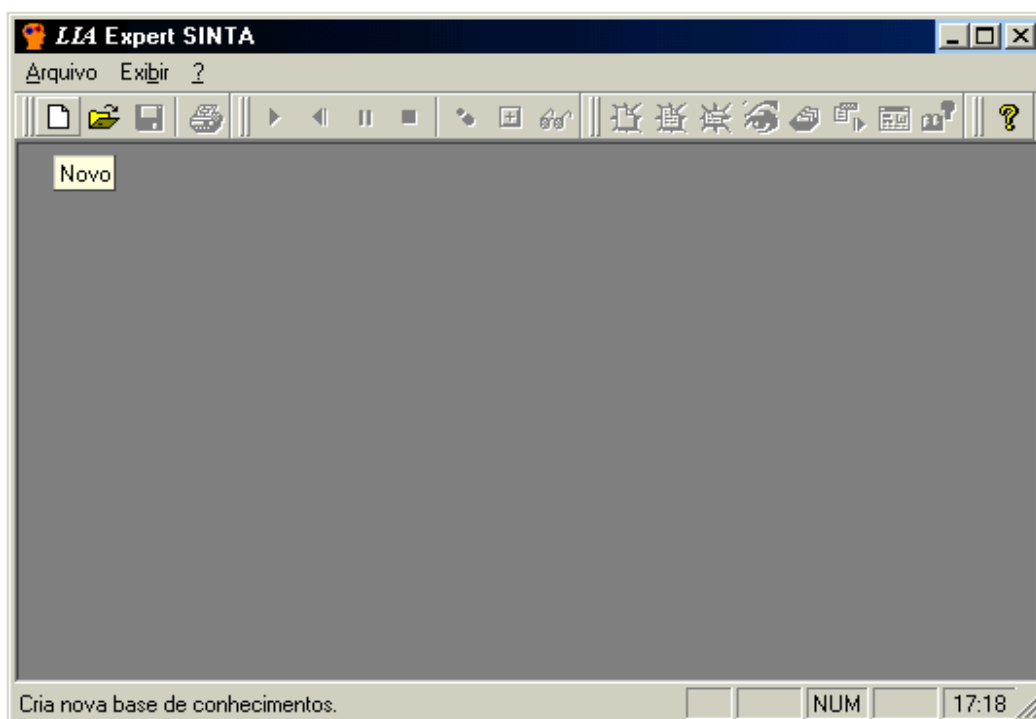 LIA Expert SINTA
Arquivo Exibir ?
Novo
Cria nova base de conhecimentos. NUM 17:18